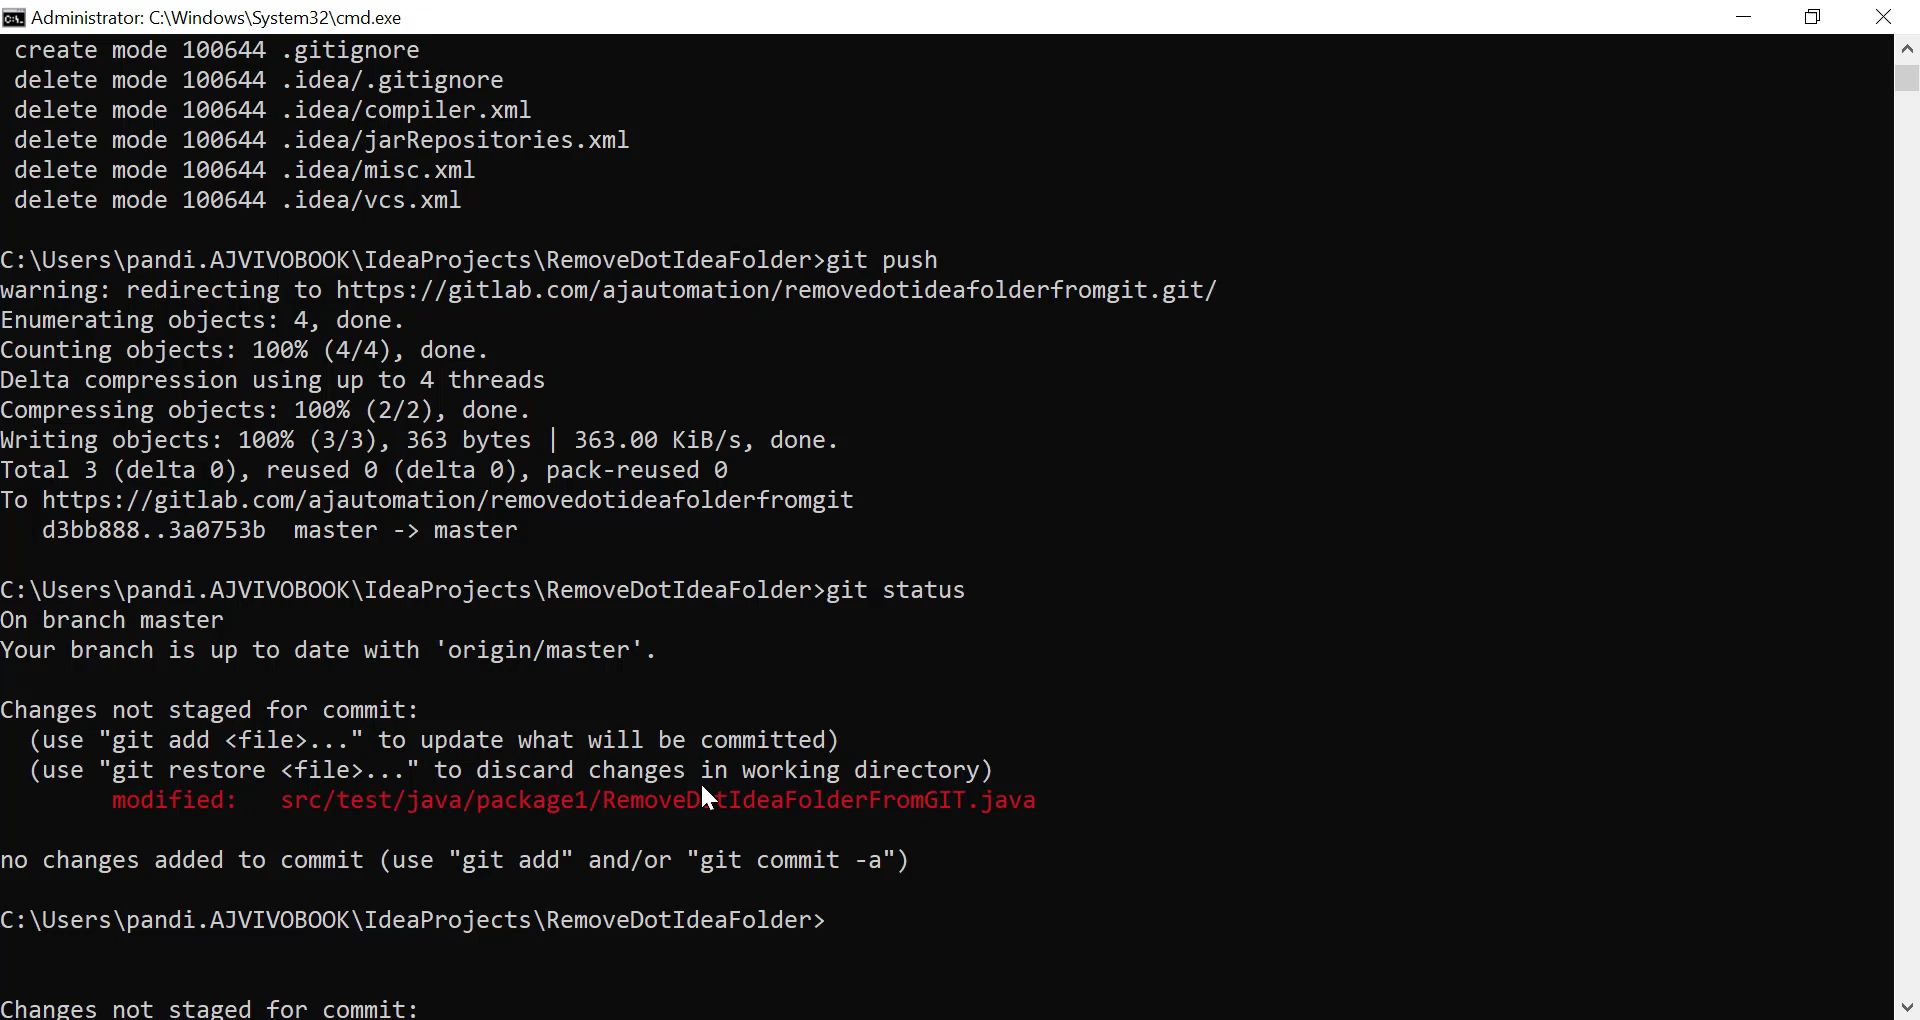 Administrator: C:\Windows\System32\cmd.exe
create mode 100644 .gitignore
delete mode 100644 .idea/.gitignore
delete mode 100644 .idea/compiler.xml
delete mode 100644 .idea/jarRepositories.xml
delete mode 100644 .idea/misc.xml
delete mode 100644 .idea/vcs.xml
C:\Users\pandi.AJVIVOBOOK\IdeaProjects\RemoveDotIdeaFolder>git push
warning: redirecting to https://gitlab.com/ajautomation/removedotideafolderfromgit.git/
Enumerating objects: 4, done.
Counting objects: 100% (4/4), done.
Delta compression using up to 4 threads
Compressing objects: 100% (2/2), done.
Writing objects: 100% (3/3), 363 bytes | 363.00 KiB/s, done.
Total 3 (delta 0), reused 0 (delta 0), pack-reused 0
To https://gitlab.com/ajautomation/removedotideafolderfromgit
d3bb888..3a0753b  master -> master
C:\Users\pandi.AJVIVOBOOK\IdeaProjects\RemoveDotIdeaFolder>git status
On branch master
Your branch is up to date with 'origin/master'.
Changes not staged for commit:
(use "git add <file>..." to update what will be committed)
(use "git restore <file>..." to discard changes in working directory)
modified:   src/test/java/package1/RemoveDotIdeaFolderFromGIT.java
no changes added to commit (use "git add" and/or "git commit -a")
C:\Users\pandi.AJVIVOBOOK\IdeaProjects\RemoveDotIdeaFolder>
Changes not staged for commit: